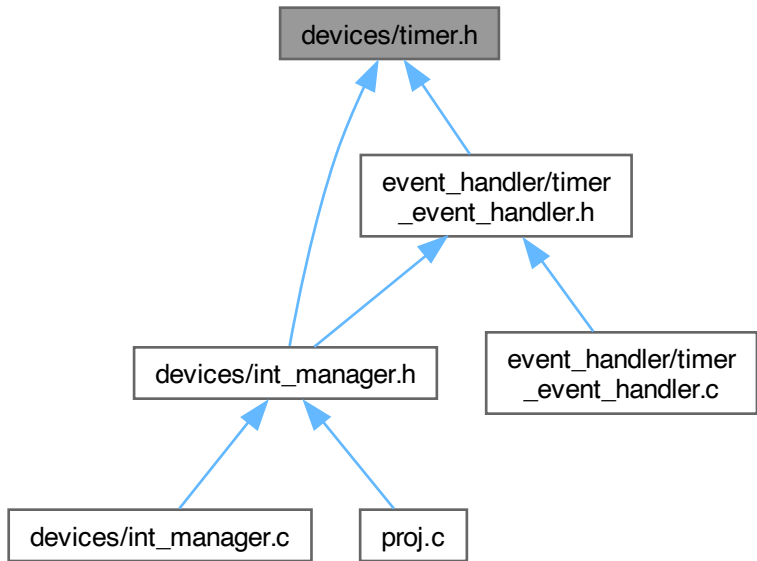 devices/timer.h
event_handler/timer
_event_handler.h
devices/int_manager.h
event_handler/timer
_event_handler.c
devices/int_manager.c
proj.c